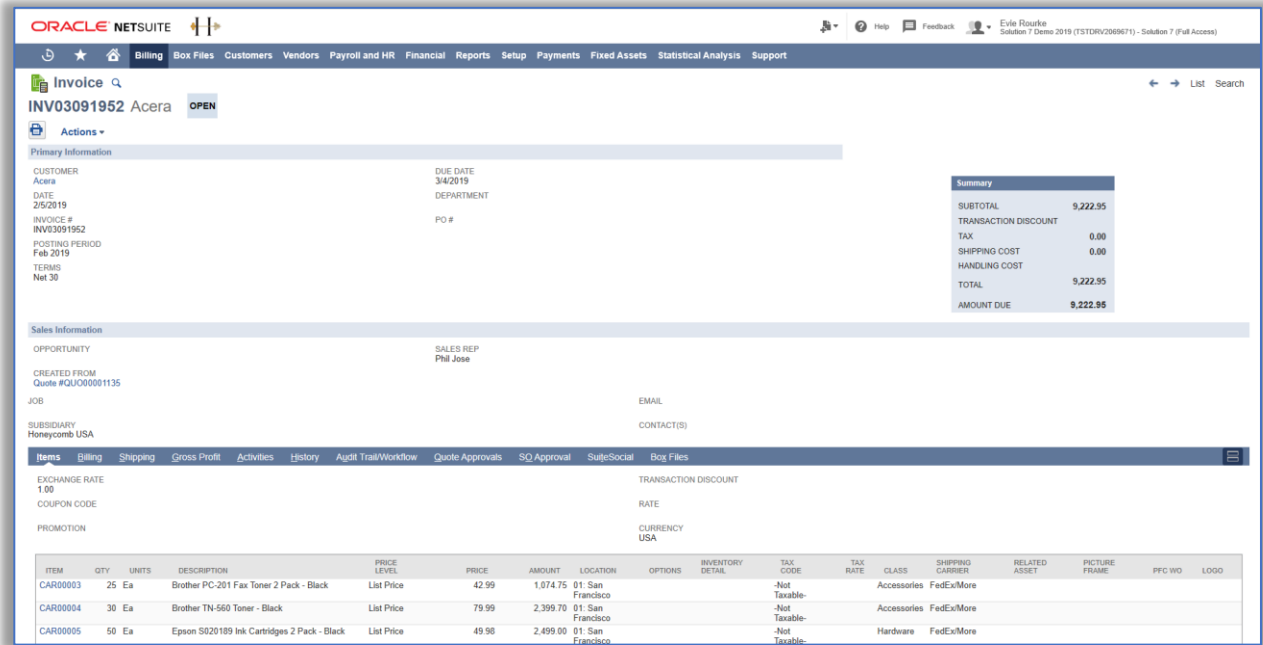 ORACLE NETSUITE
Help Feedback Evie Rourke
Solution 7 Demo 2019 (TSTDRV2069671) - Solution 7 (Full Access)
Billing Box Files Customers Vendors Payroll and HR Financial Reports Setup Payments Fixed Assets Statistical Analysis Support
Invoice
List Search
INV03091952 Acera OPEN
Actions
Primary Information
CUSTOMER
Acera
DATE
2/5/2019
INVOICE #
INV03091952
POSTING PERIOD
Feb 2019
TERMS
Net 30
DUE DATE
3/4/2019
DEPARTMENT
PO #
Summary
SUBTOTAL 9,222.95
TRANSACTION DISCOUNT
TAX 0.00
SHIPPING COST 0.00
HANDLING COST
TOTAL 9,222.95
AMOUNT DUE 9,222.95
Sales Information
OPPORTUNITY
CREATED FROM
Quote #QUO00001135
SALES REP
Phil Jose
JOB
SUBSIDIARY
Honeycomb USA
EMAIL
CONTACT(S)
Items Billing Shipping Gross Profit Activities History Audit Trail/Workflow Quote Approvals SO Approval SuiteSocial Box Files
EXCHANGE RATE
1.00
COUPON CODE
PROMOTION
TRANSACTION DISCOUNT
RATE
CURRENCY
USA
ITEM QTY UNITS DESCRIPTION PRICE LEVEL PRICE AMOUNT LOCATION OPTIONS INVENTORY DETAIL TAX CODE TAX RATE CLASS SHIPPING CARRIER RELATED ASSET PICTURE FRAME PFC WO LOGO
CAR00003 25 Ea Brother PC-201 Fax Toner 2 Pack - Black List Price 42.99 1,074.75 01: San Francisco -Not Taxable- Accessories FedEx/More
CAR00004 30 Ea Brother TN-560 Toner - Black List Price 79.99 2,399.70 01: San Francisco -Not Taxable- Accessories FedEx/More
CAR00005 50 Ea Epson S020189 Ink Cartridges 2 Pack - Black List Price 49.98 2,499.00 01: San Francisco -Not Taxable- Hardware FedEx/More